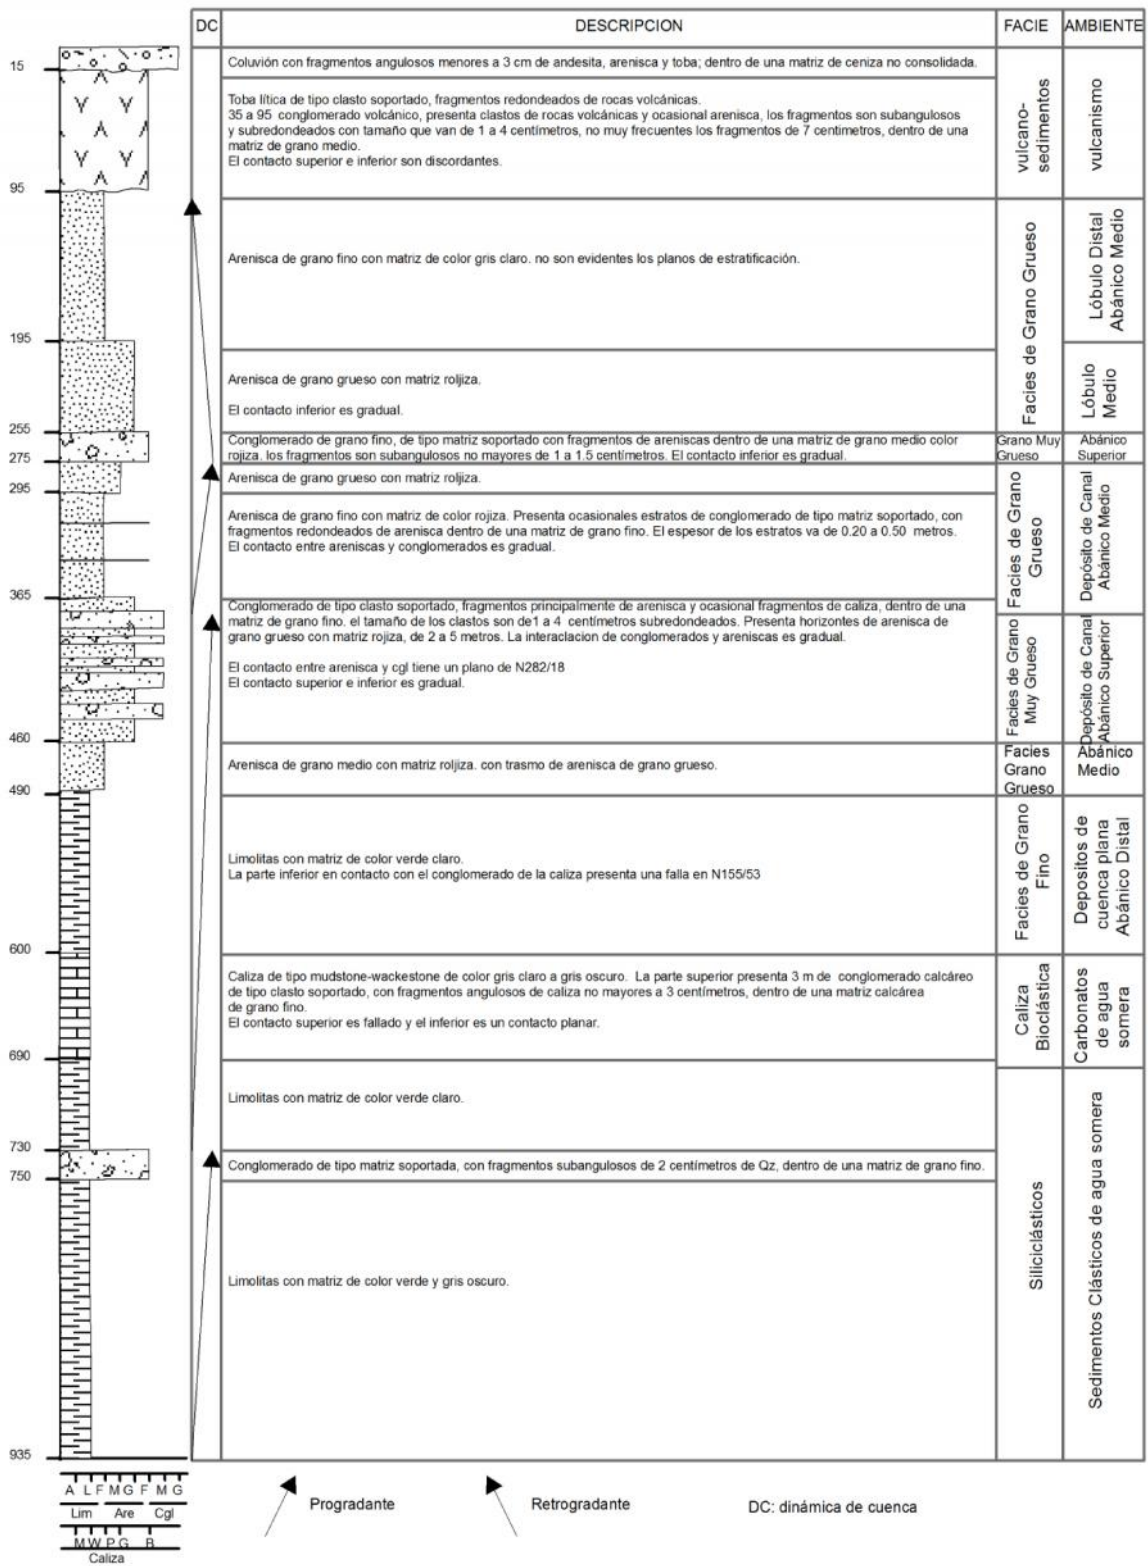 DC
DESCRIPCION
FACIE
AMBIENTE
15
Coluvión con fragmentos angulosos menores a 3 cm de andesita, arenisca y toba; dentro de una matriz de ceniza no consolidada.
Toba lítica de tipo clasto soportado, fragmentos redondeados de rocas volcánicas.
35 a 95 conglomerado volcánico, presenta clastos de rocas volcánicas y ocasional arenisca, los fragmentos son subangulosos
y subredondeados con tamaño que van de 1 a 4 centímetros, no muy frecuentes los fragmentos de 7 centimetros, dentro de una
matriz de grano medio.
El contacto superior e inferior son discordantes.
vulcano-
sedimentos
vulcanismo
95
Arenisca de grano fino con matriz de color gris claro. no son evidentes los planos de estratificación.
Facies de Grano Grueso
Lóbulo Distal
Abánico Medio
195
Arenisca de grano grueso con matriz roljiza.
El contacto inferior es gradual.
Lóbulo
Medio
255
Conglomerado de grano fino, de tipo matriz soportado con fragmentos de areniscas dentro de una matriz de grano medio color
rojiza. los fragmentos son subangulosos no mayores de 1 a 1.5 centímetros. El contacto inferior es gradual.
Grano Muy
Grueso
Abánico
Superior
275
Arenisca de grano grueso con matriz roljiza.
295
Arenisca de grano fino con matriz de color rojiza. Presenta ocasionales estratos de conglomerado de tipo matriz soportado, con
fragmentos redondeados de arenisca dentro de una matriz de grano fino. El espesor de los estratos va de 0.20 a 0.50 metros.
El contacto entre areniscas y conglomerados es gradual.
Facies de Grano
Grueso
Depósito de Canal
Abánico Medio
365
Conglomerado de tipo clasto soportado, fragmentos principalmente de arenisca y ocasional fragmentos de caliza, dentro de una
matriz de grano fino. el tamaño de los clastos son de1 a 4 centímetros subredondeados. Presenta horizontes de arenisca de
grano grueso con matriz rojiza, de 2 a 5 metros. La interaclacion de conglomerados y areniscas es gradual.
El contacto entre arenisca y cgl tiene un plano de N282/18
El contacto superior e inferior es gradual.
Facies de Grano
Muy Grueso
Depósito de Canal
Abánico Superior
460
Arenisca de grano medio con matriz roljiza. con trasmo de arenisca de grano grueso.
Facies
Grano
Grueso
Abánico
Medio
490
Limolitas con matriz de color verde claro.
La parte inferior en contacto con el conglomerado de la caliza presenta una falla en N155/53
Facies de Grano
Fino
Depositos de
cuenca plana
Abánico Distal
600
Caliza de tipo mudstone-wackestone de color gris claro a gris oscuro. La parte superior presenta 3 m de conglomerado calcáreo
de tipo clasto soportado, con fragmentos angulosos de caliza no mayores a 3 centímetros, dentro de una matriz calcárea
de grano fino.
El contacto superior es fallado y el inferior es un contacto planar.
Caliza
Bioclástica
Carbonatos
de agua
somera
690
Limolitas con matriz de color verde claro.
730
Conglomerado de tipo matriz soportada, con fragmentos subangulosos de 2 centímetros de Qz, dentro de una matriz de grano fino.
750
Limolitas con matriz de color verde y gris oscuro.
Siliciclásticos
Sedimentos Clásticos de agua somera
935
A L F M G F M G
Lim Are Cgl
M W P G B
Caliza
Progradante
Retrogradante
DC: dinámica de cuenca